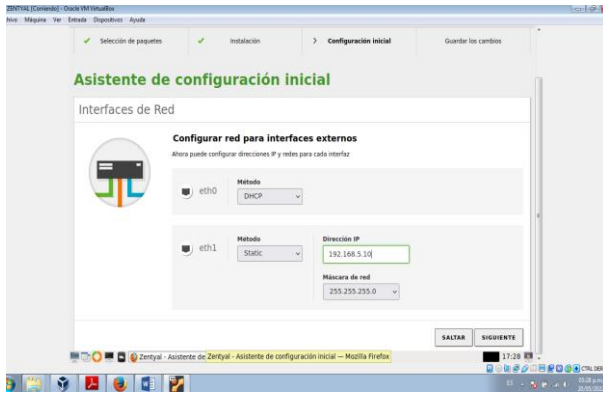 ZENTYAL [Corriendo] - Oracle VM VirtualBox
Máquina Ver Entrada Dispositivos Ayuda
Selección de paquetes Instalación Configuración inicial Guardar los cambios
Asistente de configuración inicial
Interfaces de Red
Configurar red para interfaces externos
Ahora puede configurar direcciones IP y redes para cada interfaz
Método
eth0 DHCP
Método Dirección IP
eth1 Static 192.168.5.10
Máscara de red
255.255.255.0
SALTAR SIGUIENTE
Zentyal - Asistente de Zentyal - Asistente de configuración inicial — Mozilla Firefox 17:28
ES